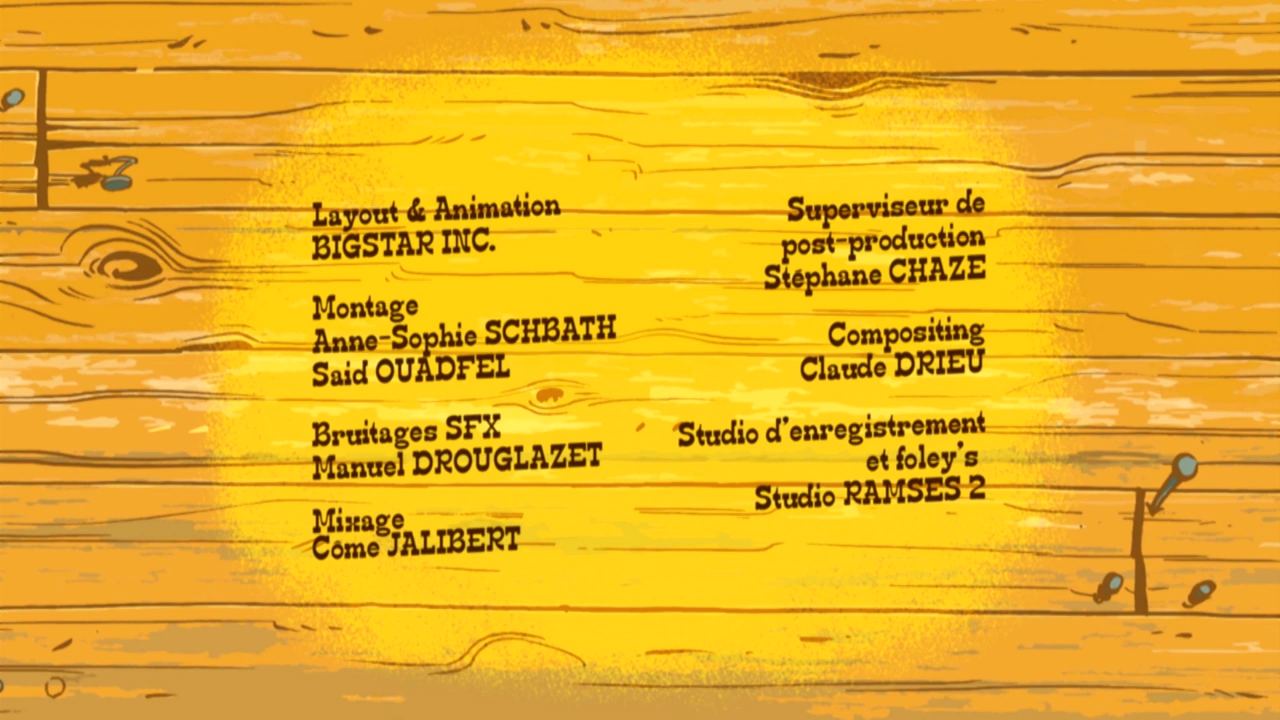 Layout & Animation
BIGSTAR INC.
Montage
Anne-Sophie SCHBATH
Said OUADFEL
Bruitages SFX
Manuel DROUGLAZET
Mixage
Côme JALIBERT
Superviseur de
post-production
Stéphane CHAZE
Compositing
Claude DRIEU
Studio d'enregistrement
et foley's
Studio RAMSES 2